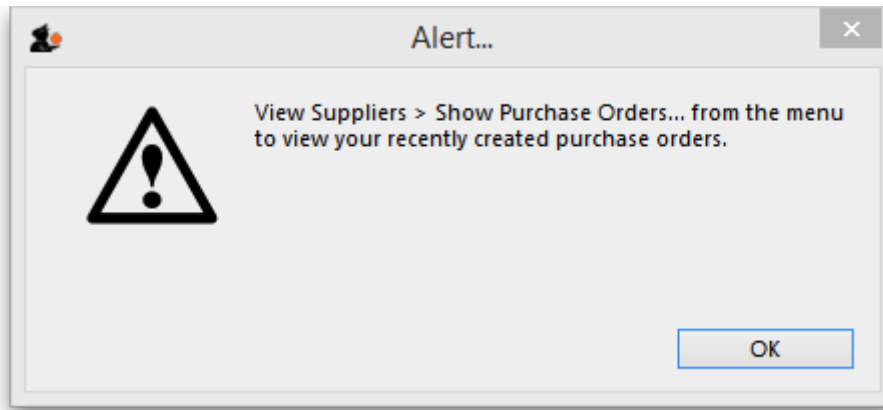 Alert...
View Suppliers > Show Purchase Orders... from the menu
to view your recently created purchase orders.
OK